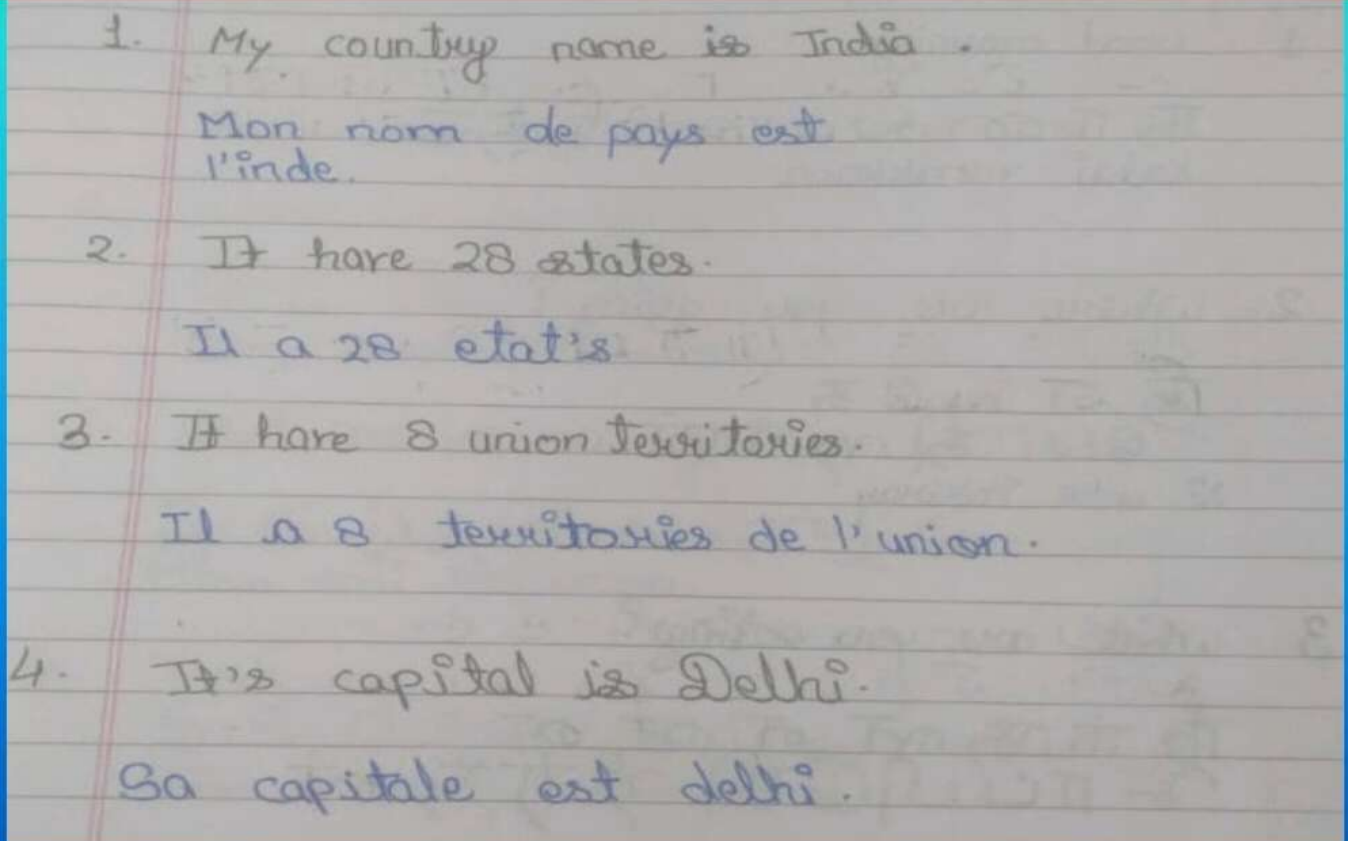 1. My country name is India.
Mon nom de pays est
l'inde.
2. It have 28 states.
Il a 28 etat's
3. It have 8 union territories.
Il a 8 territories de l'union.
4. It's capital is Delhi.
Sa capitale est delhi.